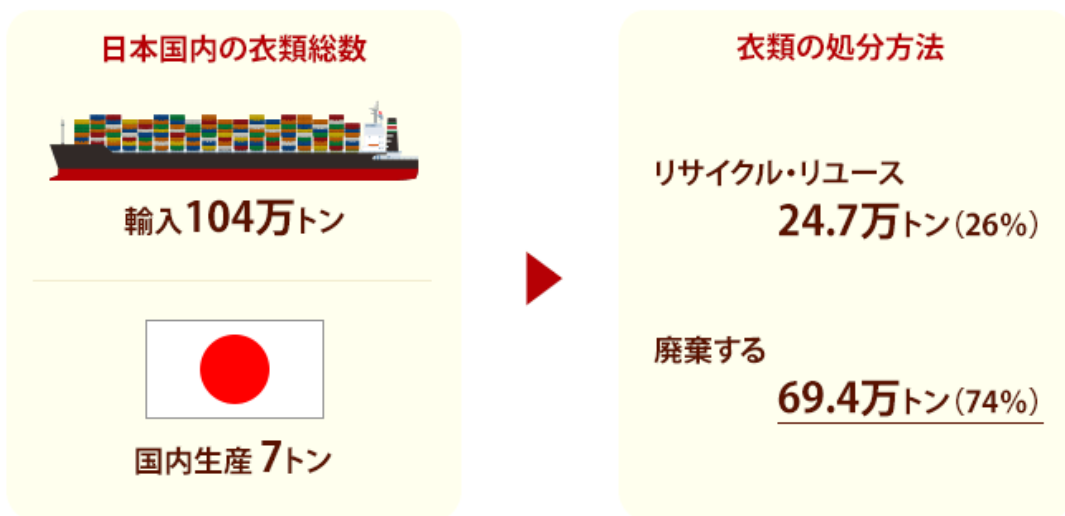 日本国内の衣類総数
輸入104万トン
国内生産 7トン
衣類の処分方法
リサイクル・リユース
24.7万トン(26%)
廃棄する
69.4万トン(74%)